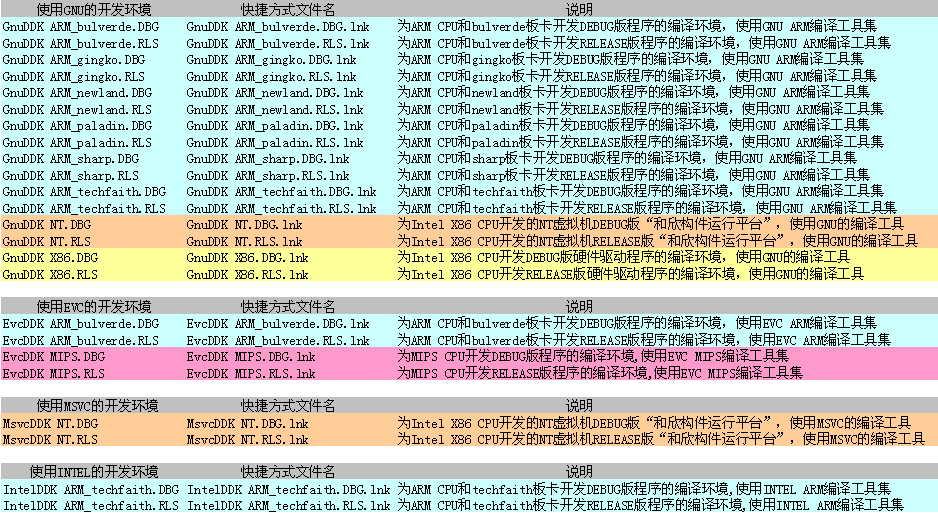 使用GNU的开发环境 快捷方式文件名 说明
GnuDDK ARM_bulverde.DBG GnuDDK ARM_bulverde.DBG.lnk 为ARM CPU和bulverde板卡开发DEBUG版程序的编译环境，使用GNU ARM编译工具集
GnuDDK ARM_bulverde.RLS GnuDDK ARM_bulverde.RLS.lnk 为ARM CPU和bulverde板卡开发RELEASE版程序的编译环境，使用GNU ARM编译工具集
GnuDDK ARM_gingko.DBG GnuDDK ARM_gingko.DBG.lnk 为ARM CPU和gingko板卡开发DEBUG版程序的编译环境，使用GNU ARM编译工具集
GnuDDK ARM_gingko.RLS GnuDDK ARM_gingko.RLS.lnk 为ARM CPU和gingko板卡开发RELEASE版程序的编译环境，使用GNU ARM编译工具集
GnuDDK ARM_newland.DBG GnuDDK ARM_newland.DBG.lnk 为ARM CPU和newland板卡开发DEBUG版程序的编译环境，使用GNU ARM编译工具集
GnuDDK ARM_newland.RLS GnuDDK ARM_newland.RLS.lnk 为ARM CPU和newland板卡开发RELEASE版程序的编译环境，使用GNU ARM编译工具集
GnuDDK ARM_paladin.DBG GnuDDK ARM_paladin.DBG.lnk 为ARM CPU和paladin板卡开发DEBUG版程序的编译环境，使用GNU ARM编译工具集
GnuDDK ARM_paladin.RLS GnuDDK ARM_paladin.RLS.lnk 为ARM CPU和paladin板卡开发RELEASE版程序的编译环境，使用GNU ARM编译工具集
GnuDDK ARM_sharp.DBG GnuDDK ARM_sharp.DBG.lnk 为ARM CPU和sharp板卡开发DEBUG版程序的编译环境，使用GNU ARM编译工具集
GnuDDK ARM_sharp.RLS GnuDDK ARM_sharp.RLS.lnk 为ARM CPU和sharp板卡开发RELEASE版程序的编译环境，使用GNU ARM编译工具集
GnuDDK ARM_techfaith.DBG GnuDDK ARM_techfaith.DBG.lnk 为ARM CPU和techfaith板卡开发DEBUG版程序的编译环境，使用GNU ARM编译工具集
GnuDDK ARM_techfaith.RLS GnuDDK ARM_techfaith.RLS.lnk 为ARM CPU和techfaith板卡开发RELEASE版程序的编译环境，使用GNU ARM编译工具集
GnuDDK NT.DBG GnuDDK NT.DBG.lnk 为Intel X86 CPU开发的NT虚拟机DEBUG版“和欣构件运行平台”，使用GNU的编译工具
GnuDDK NT.RLS GnuDDK NT.RLS.lnk 为Intel X86 CPU开发的NT虚拟机RELEASE版“和欣构件运行平台”，使用GNU的编译工具
GnuDDK X86.DBG GnuDDK X86.DBG.lnk 为Intel X86 CPU开发DEBUG版硬件驱动程序的编译环境，使用GNU的编译工具
GnuDDK X86.RLS GnuDDK X86.RLS.lnk 为Intel X86 CPU开发RELEASE版硬件驱动程序的编译环境，使用GNU的编译工具
使用EVC的开发环境 快捷方式文件名 说明
EvcDDK ARM_bulverde.DBG EvcDDK ARM_bulverde.DBG.lnk 为ARM CPU和bulverde板卡开发DEBUG版程序的编译环境，使用EVC ARM编译工具集
EvcDDK ARM_bulverde.RLS EvcDDK ARM_bulverde.RLS.lnk 为ARM CPU和bulverde板卡开发RELEASE版程序的编译环境，使用EVC ARM编译工具集
EvcDDK MIPS.DBG EvcDDK MIPS.DBG.lnk 为MIPS CPU开发DEBUG版程序的编译环境,使用EVC MIPS编译工具集
EvcDDK MIPS.RLS EvcDDK MIPS.RLS.lnk 为MIPS CPU开发RELEASE版程序的编译环境,使用EVC MIPS编译工具集
使用MSVC的开发环境 快捷方式文件名 说明
MsvcDDK NT.DBG MsvcDDK NT.DBG.lnk 为Intel X86 CPU开发的NT虚拟机DEBUG版“和欣构件运行平台”，使用MSVC的编译工具
MsvcDDK NT.RLS MsvcDDK NT.RLS.lnk 为Intel X86 CPU开发的NT虚拟机RELEASE版“和欣构件运行平台”，使用MSVC的编译工具
使用INTEL的开发环境 快捷方式文件名 说明
IntelDDK ARM_techfaith.DBG IntelDDK ARM_techfaith.DBG.lnk 为ARM CPU和techfaith板卡开发DEBUG版程序的编译环境,使用INTEL ARM编译工具集
IntelDDK ARM_techfaith.RLS IntelDDK ARM_techfaith.RLS.lnk 为ARM CPU和techfaith板卡开发RELEASE版程序的编译环境,使用INTEL ARM编译工具集